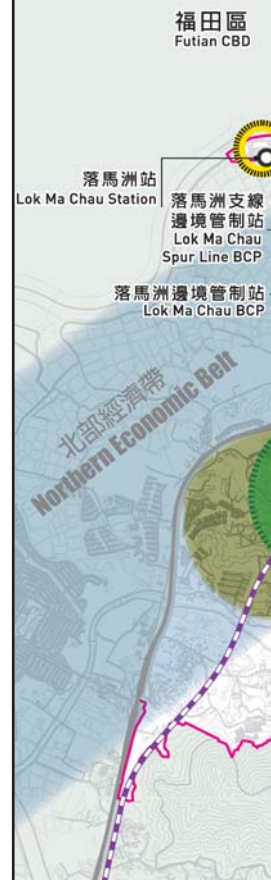 福田區
Futian CBD
落馬洲站
Lok Ma Chau Station
落馬洲支線
邊境管制站
Lok Ma Chau
Spur Line BCP
落馬洲邊境管制站
Lok Ma Chau BCP
北部經濟帶
Northern Economic Belt